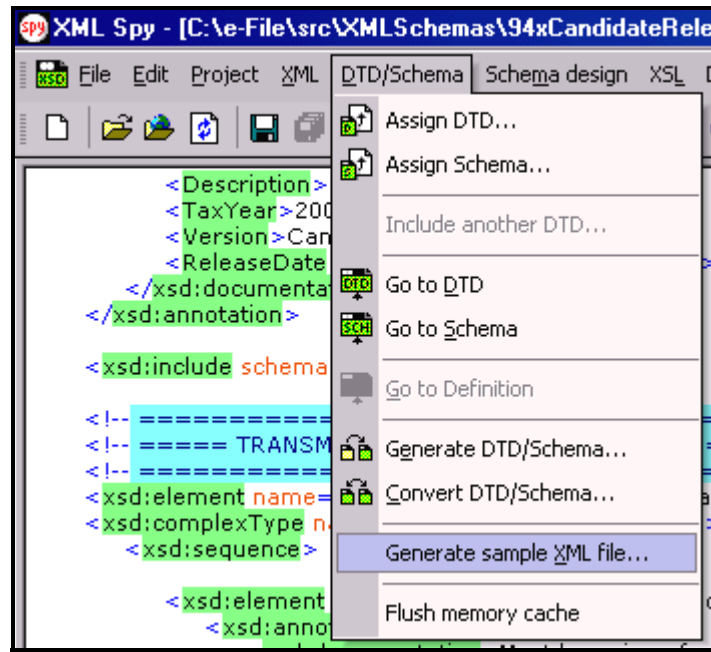 XML Spy - [C:\e-File\src\XMLSchemas\94xCandidateRele
File Edit Project XML DTD/Schema Schema design XSL
Assign DTD...
Assign Schema...
Include another DTD...
Go to DTD
Go to Schema
Go to Definition
Generate DTD/Schema...
Convert DTD/Schema...
Generate sample XML file...
Flush memory cache
<Description>
<TaxYear>200
<Version>Can
<ReleaseDate
</xsd:documenta
</xsd:annotation>
<xsd:include schema
<!-- ============
<!-- ===== TRANSM
<!-- ============
<xsd:element name=
<xsd:complexType na
<xsd:sequence>
<xsd:element
<xsd:anno